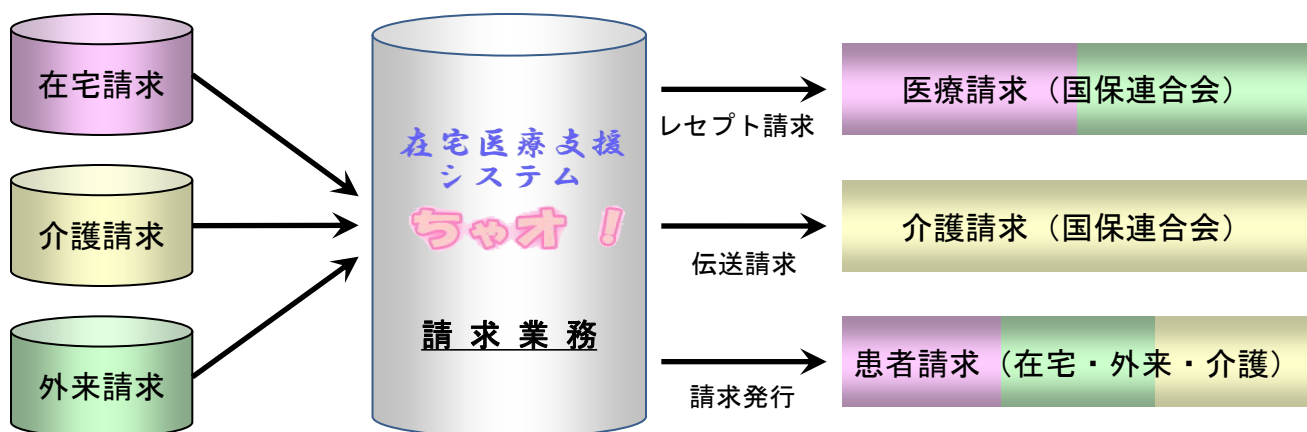 在宅請求
介護請求
外来請求
在宅医療支援
システム
ちゃオ！
請求業務
レセプト請求
伝送請求
請求発行
医療請求（国保連合会）
介護請求（国保連合会）
患者請求（在宅・外来・介護）